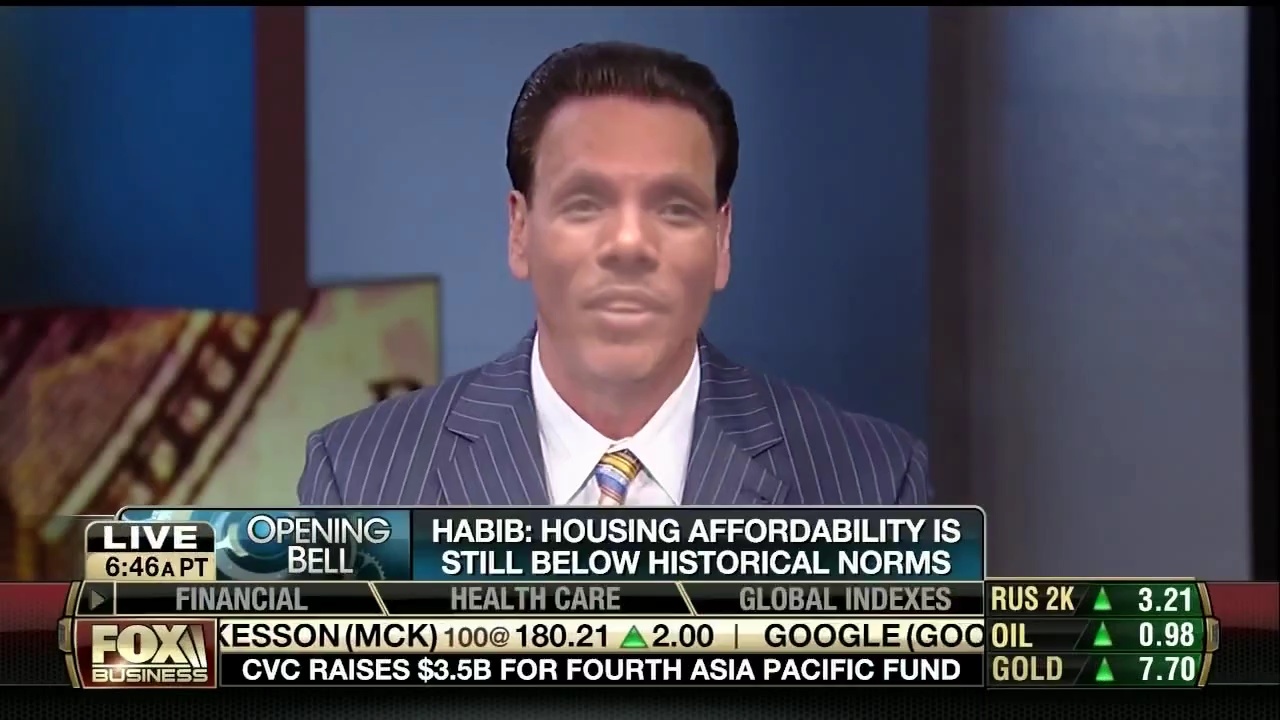 LIVE
6:46A PT
OPENING
BELL
HABIB: HOUSING AFFORDABILITY IS
STILL BELOW HISTORICAL NORMS
FINANCIAL
HEALTH CARE
GLOBAL INDEXES
FOX
BUSINESS
KESSON (MCK) 100@ 180.21 ▲ 2.00 | GOOGLE (GOO
CVC RAISES $3.5B FOR FOURTH ASIA PACIFIC FUND
RUS 2K ▲ 3.21
OIL ▲ 0.98
GOLD ▲ 7.70